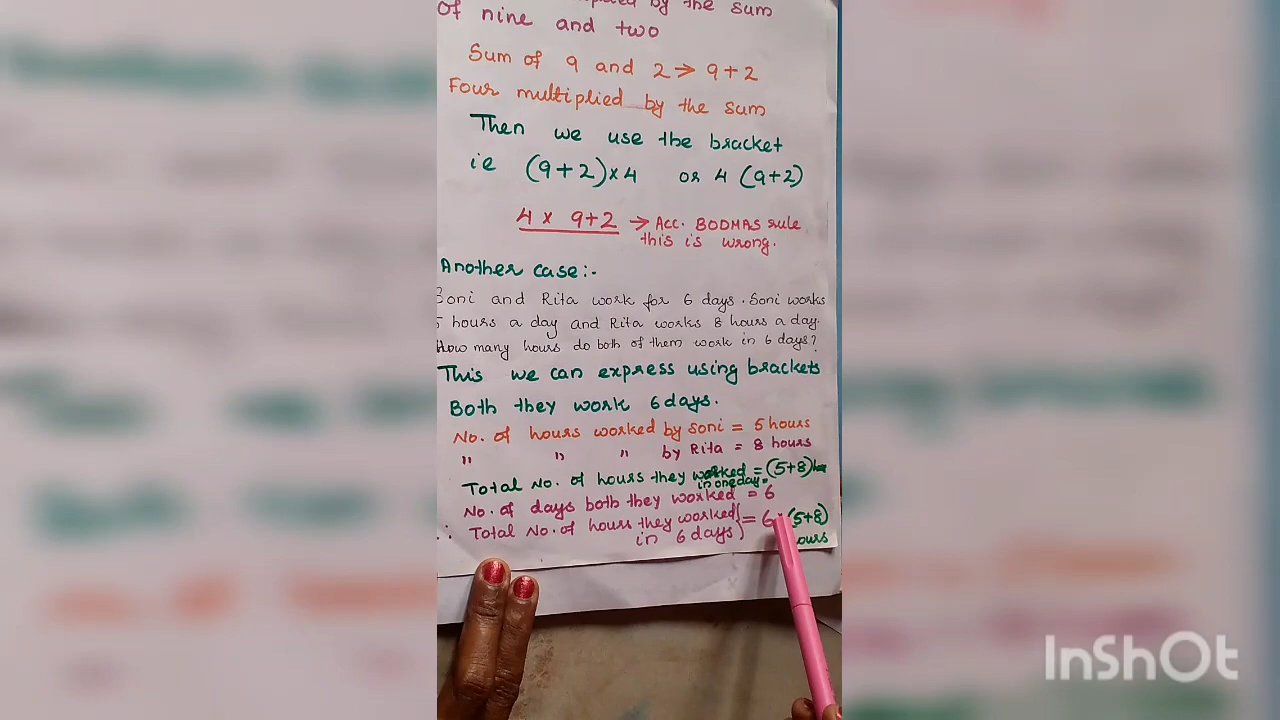 by the sum
of nine and two
Sum of 9 and 2 → 9+2
Four multiplied by the sum
Then we use the bracket
ie (9+2)×4 or 4 (9+2)
4 × 9+2 → Acc. BODMAS rule
this is wrong.
Another case:-
Soni and Rita work for 6 days. Soni works
5 hours a day and Rita works 8 hours a day.
How many hours do both of them work in 6 days?
This we can express using brackets
Both they work 6 days.
No. of hours worked by Soni = 5 hours
" " " by Rita = 8 hours
Total No. of hours they worked = (5+8)
in one day
No. of days both they worked = 6
∴ Total No. of hours they worked = 6 (5+8)
in 6 days
InShOt